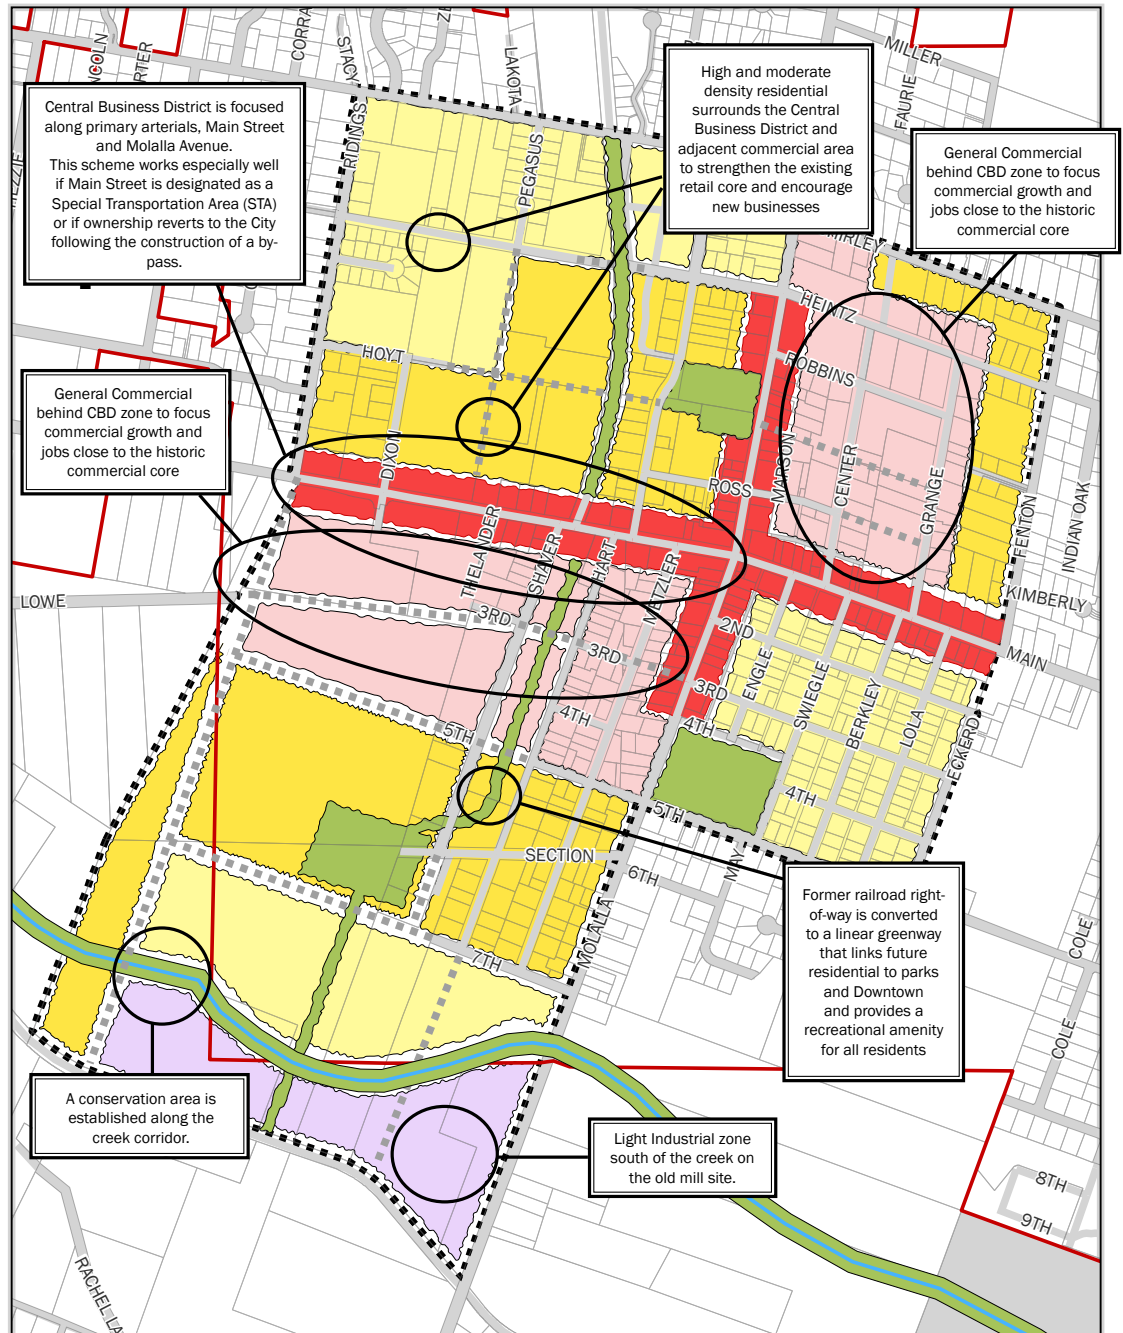 MILLER
FAURIE
LAKOTA
STACY
RIDINGS
PEGASUS
Central Business District is focused
along primary arterials, Main Street
and Molalla Avenue.
This scheme works especially well
if Main Street is designated as a
Special Transportation Area (STA)
or if ownership reverts to the City
following the construction of a by-
pass.
High and moderate
density residential
surrounds the Central
Business District and
adjacent commercial area
to strengthen the existing
retail core and encourage
new businesses
General Commercial
behind CBD zone to focus
commercial growth and
jobs close to the historic
commercial core
HEINTZ
ROBBINS
HOYT
General Commercial
behind CBD zone to focus
commercial growth and
jobs close to the historic
commercial core
DIXON
MARSON
CENTER
GRANGE
ROSS
FENTON
INDIAN OAK
THELANDER
SHAVER
HART
METZLER
LOWE
KIMBERLY
3RD
3RD
2ND
MAIN
3RD
ENGLE
SWIEGLE
BERKLEY
LOLA
ECKERD
4TH
4TH
5TH
4TH
5TH
SECTION
6TH
MAY
MOLALLA
7TH
COLE
COLE
Former railroad right-
of-way is converted
to a linear greenway
that links future
residential to parks
and Downtown
and provides a
recreational amenity
for all residents
A conservation area is
established along the
creek corridor.
Light Industrial zone
south of the creek on
the old mill site.
8TH
9TH
RACHEL